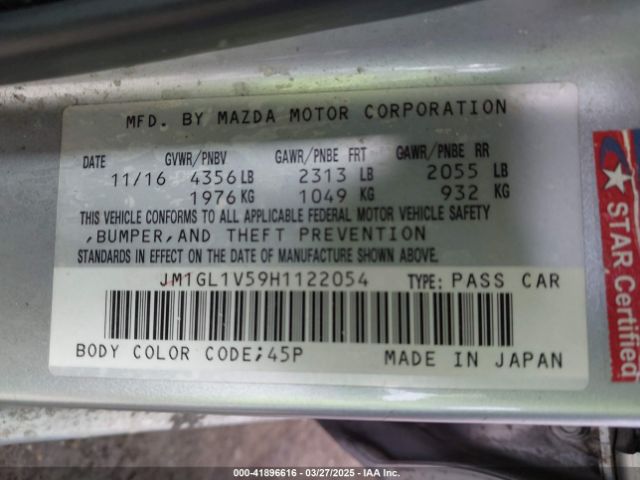 MFD. BY MAZDA MOTOR CORPORATION
DATE GVWR/PNBV GAWR/PNBE FRT GAWR/PNBE RR
11/16 4356LB 2313 LB 2055 LB
1976KG 1049 KG 932 KG
THIS VEHICLE CONFORMS TO ALL APPLICABLE FEDERAL MOTOR VEHICLE SAFETY
,BUMPER,AND THEFT PREVENTION
STANDARDS IN EFFECT ON THE DATE OF MANUFACTURE SHOWN ABOVE.
JM1GL1V59H1122054 TYPE: PASS CAR
BODY COLOR CODE;45P MADE IN JAPAN
STAR Certified
000-41896616 - 03/27/2025 - IAA Inc.